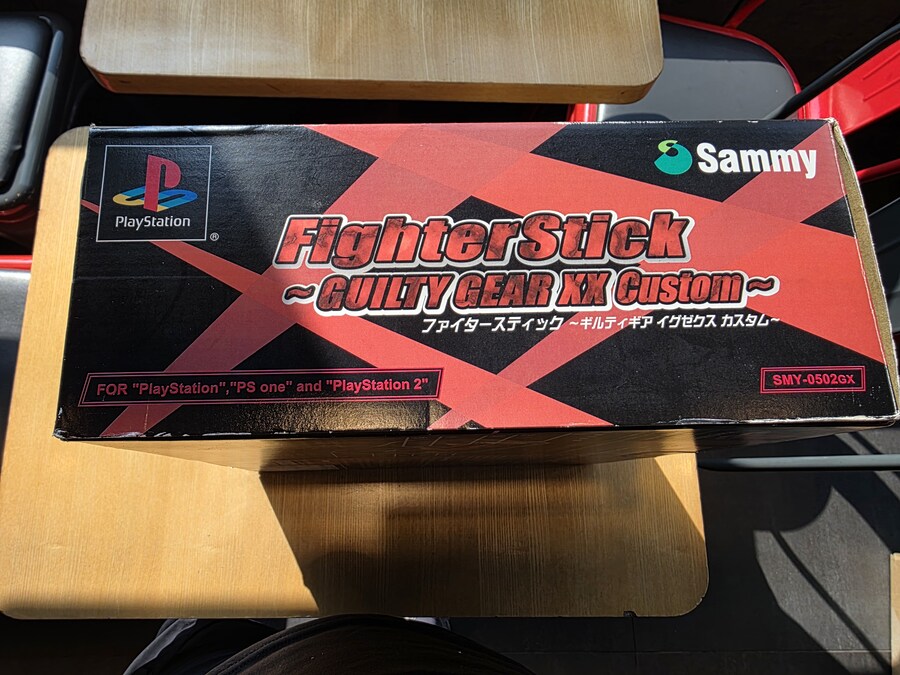 PlayStation
®
Sammy
FighterStick
～GUILTY GEAR XX Custom～
ファイタースティック ～ギルティギア イグゼクス カスタム～
FOR "PlayStation","PS one" and "PlayStation 2"
SMY-0502GX